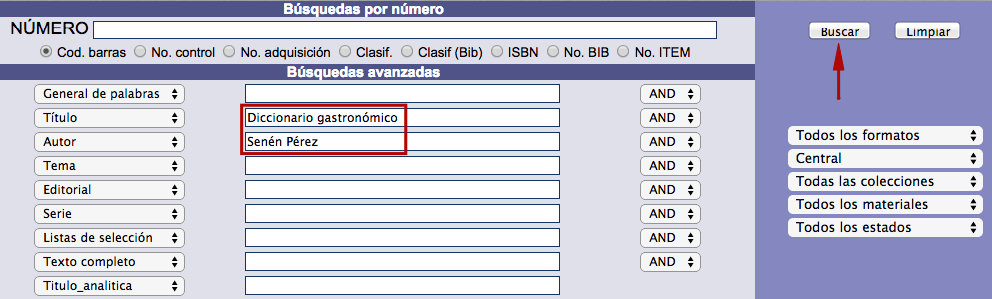 Búsquedas por número
NÚMERO
Cod. barras No. control No. adquisición Clasif. Clasif (Bib) ISBN No. BIB No. ITEM
Búsquedas avanzadas
General de palabras AND
Título Diccionario gastronómico AND
Autor Senén Pérez AND
Tema AND
Editorial AND
Serie AND
Listas de selección AND
Texto completo AND
Titulo_analitica
Buscar Limpiar
Todos los formatos
Central
Todas las colecciones
Todos los materiales
Todos los estados